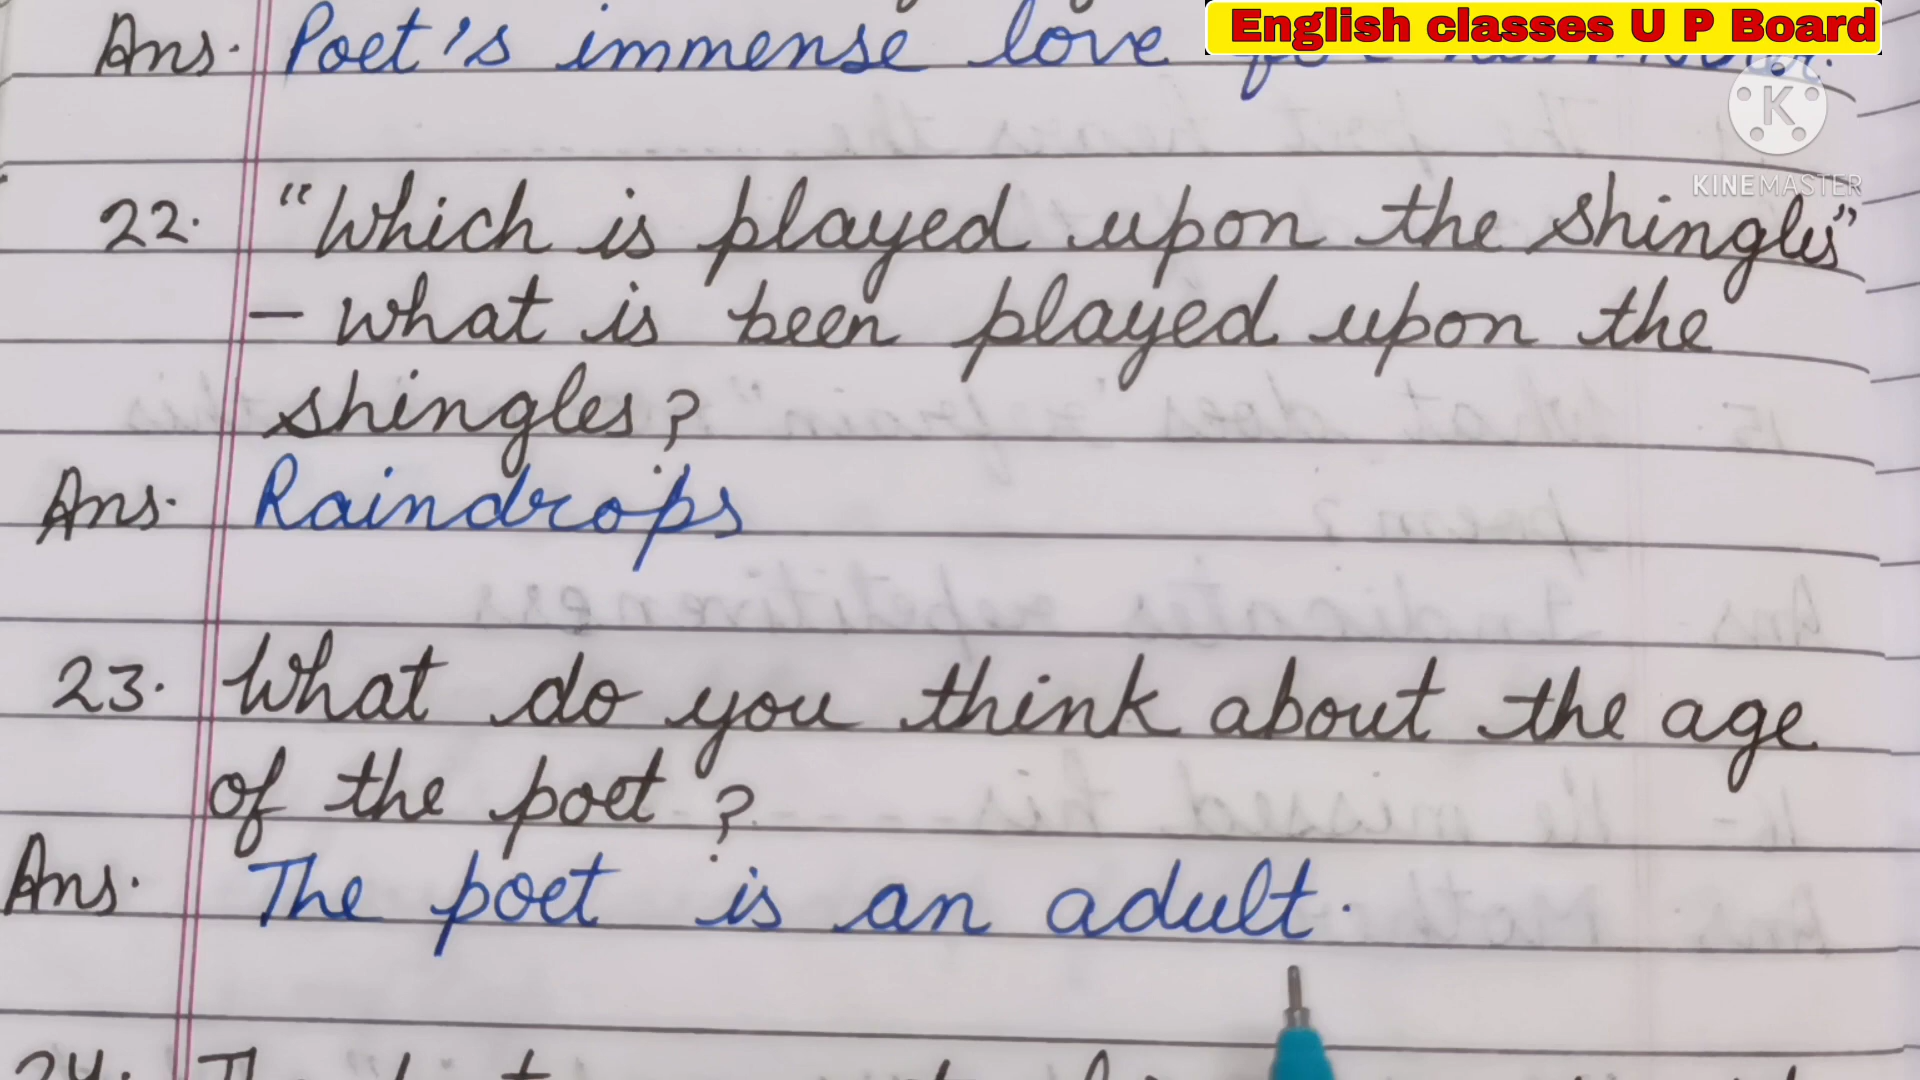 English classes U P Board
Ans. Poet's immense love for
KINEMASTER
22. "Which is played upon the shingles"
- what is been played upon the
shingles?
Ans. Raindrops
23. What do you think about the age
of the poet ?
Ans. The poet is an adult.
24.